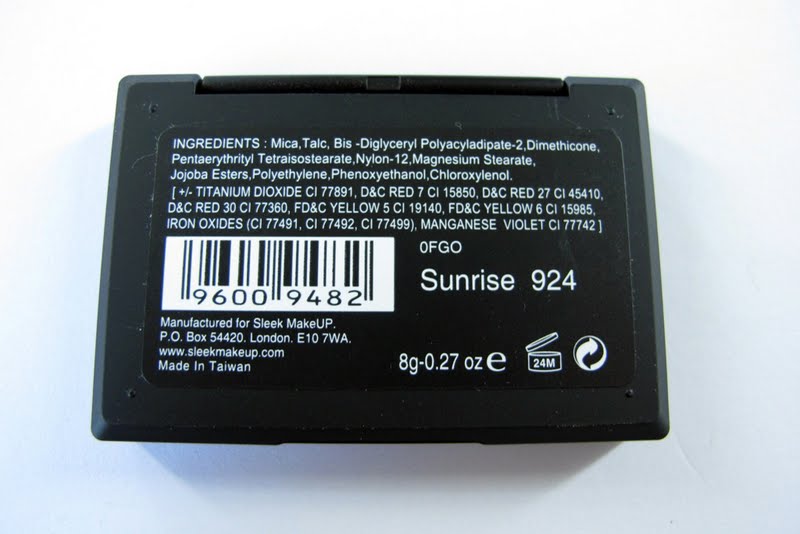 INGREDIENTS : Mica,Talc, Bis -Diglyceryl Polyacyladipate-2,Dimethicone,
Pentaerythrityl Tetraisostearate,Nylon-12,Magnesium Stearate,
Jojoba Esters,Polyethylene,Phenoxyethanol,Chloroxylenol.
[ +/- TITANIUM DIOXIDE CI 77891, D&C RED 7 CI 15850, D&C RED 27 CI 45410,
D&C RED 30 CI 77360, FD&C YELLOW 5 CI 19140, FD&C YELLOW 6 CI 15985,
IRON OXIDES (CI 77491, CI 77492, CI 77499), MANGANESE VIOLET CI 77742 ]
0FGO
Sunrise 924
9600 9482
Manufactured for Sleek MakeUP.
P.O. Box 54420. London. E10 7WA.
www.sleekmakeup.com
Made In Taiwan
8g-0.27 oz e
24M